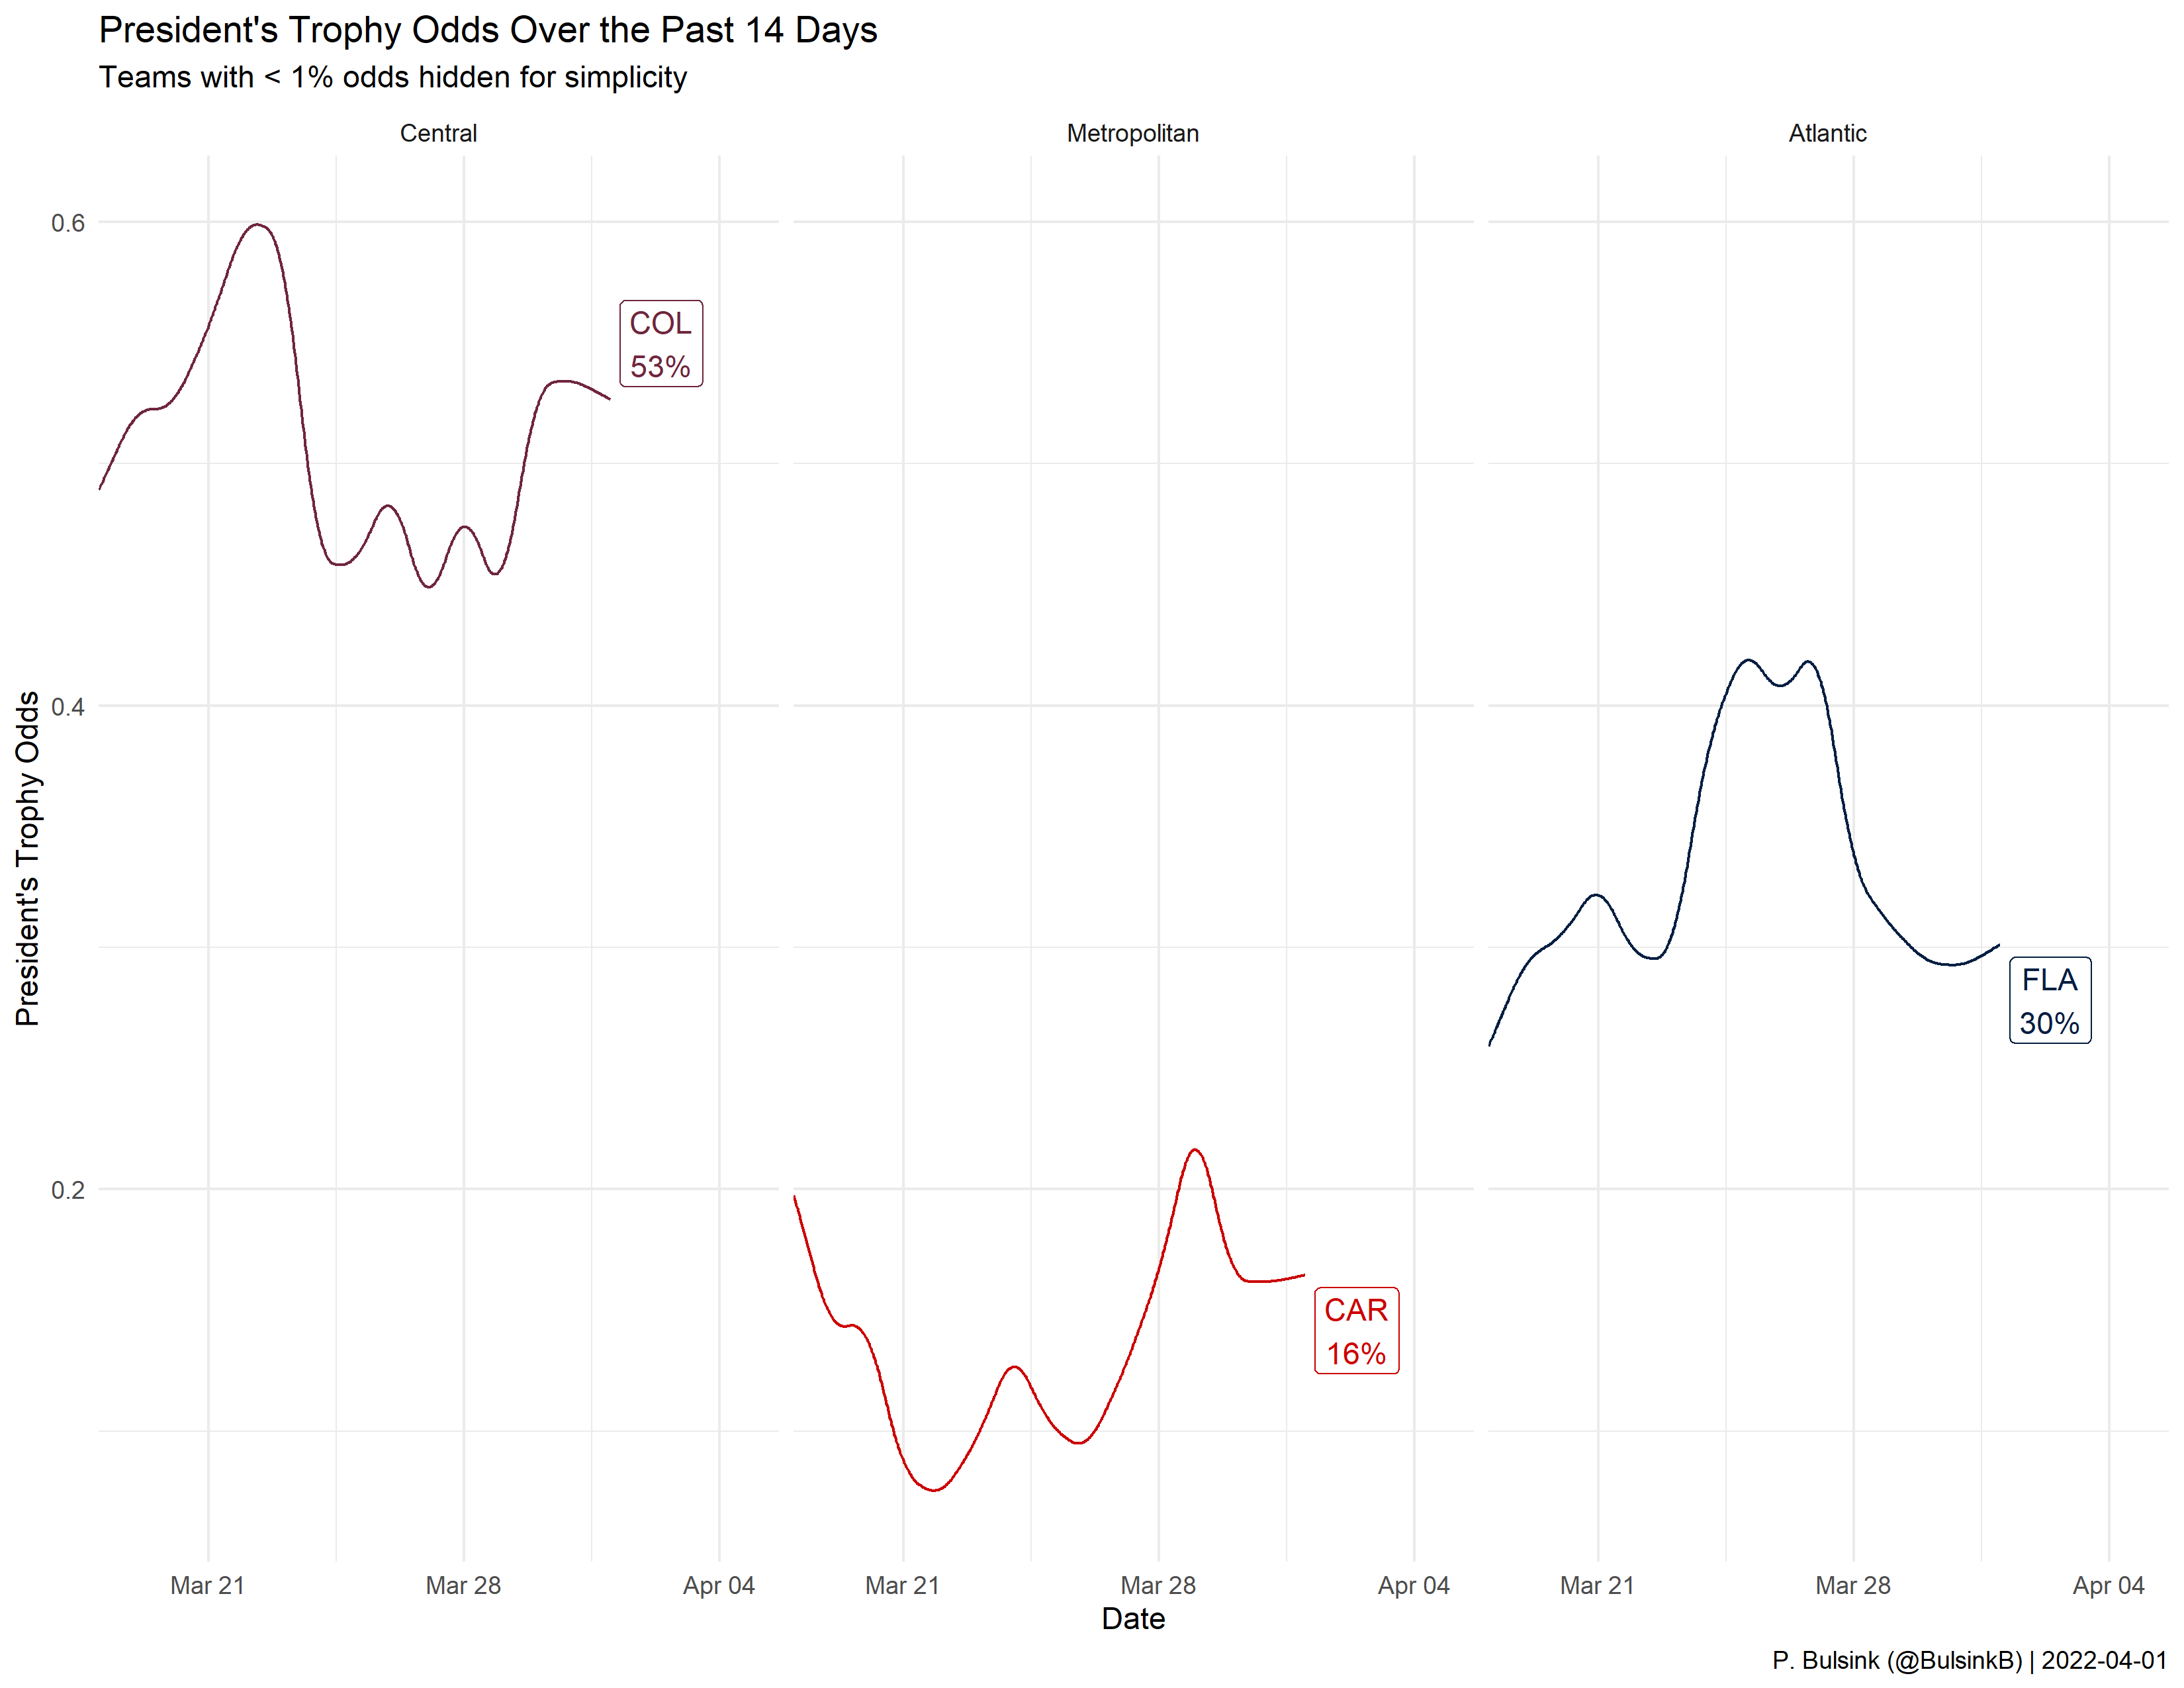 President's Trophy Odds Over the Past 14 Days
Teams with < 1% odds hidden for simplicity
Central
Metropolitan
Atlantic
President's Trophy Odds
0.6
0.4
0.2
COL
53%
CAR
16%
FLA
30%
Mar 21
Mar 28
Apr 04
Mar 21
Mar 28
Apr 04
Mar 21
Mar 28
Apr 04
Date
P. Bulsink (@BulsinkB) | 2022-04-01